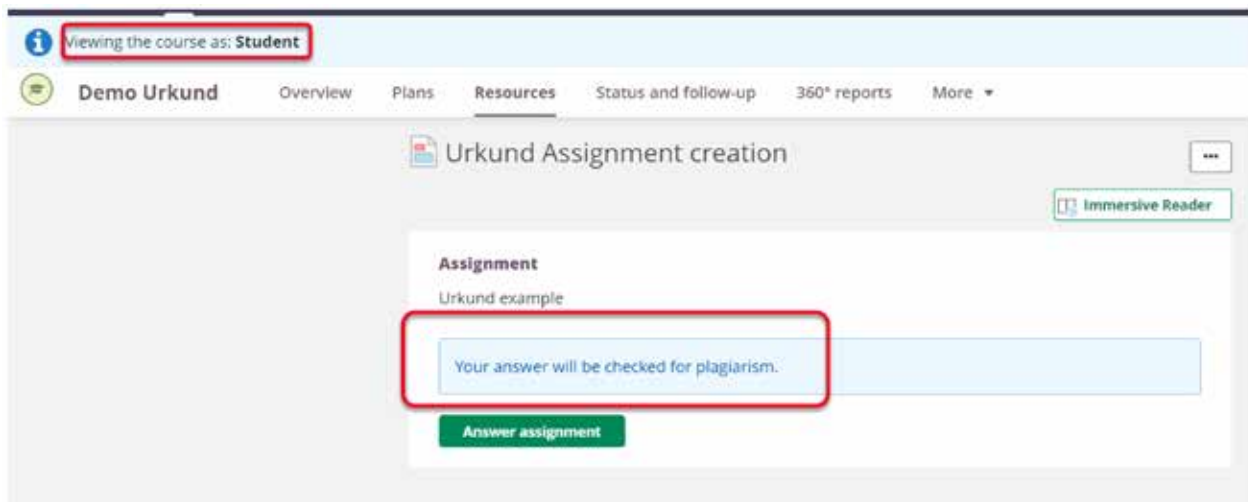 Viewing the course as: Student
Demo Urkund Overview Plans Resources Status and follow-up 360° reports More
Urkund Assignment creation
Immersive Reader
Assignment
Urkund example
Your answer will be checked for plagiarism.
Answer assignment